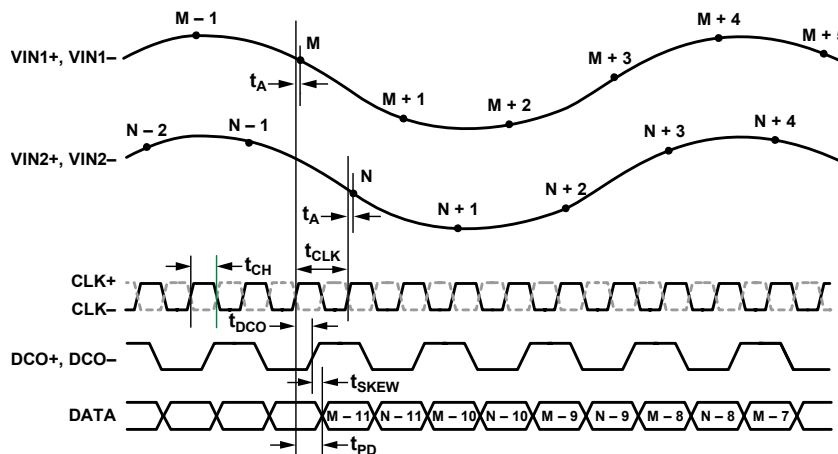 M – 1
M
M + 4
M + 5
VIN1+, VIN1–
tA
M + 3
M + 1
M + 2
N – 2
N – 1
N + 3
N + 4
VIN2+, VIN2–
N
tA
N + 2
N + 1
tCH
tCLK
CLK+
CLK–
tDCO
DCO+, DCO–
tSKEW
DATA
M – 11 N – 11 M – 10 N – 10 M – 9 N – 9 M – 8 N – 8 M – 7
tPD